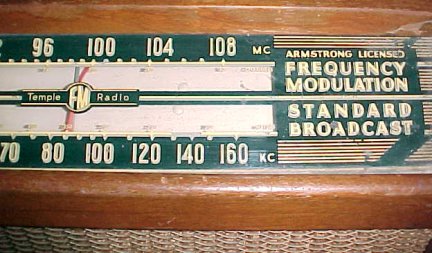 96 100 104 108 MC
ARMSTRONG LICENSED
FREQUENCY
MODULATION
Temple FM Radio
STANDARD
BROADCAST
70 80 100 120 140 160 KC